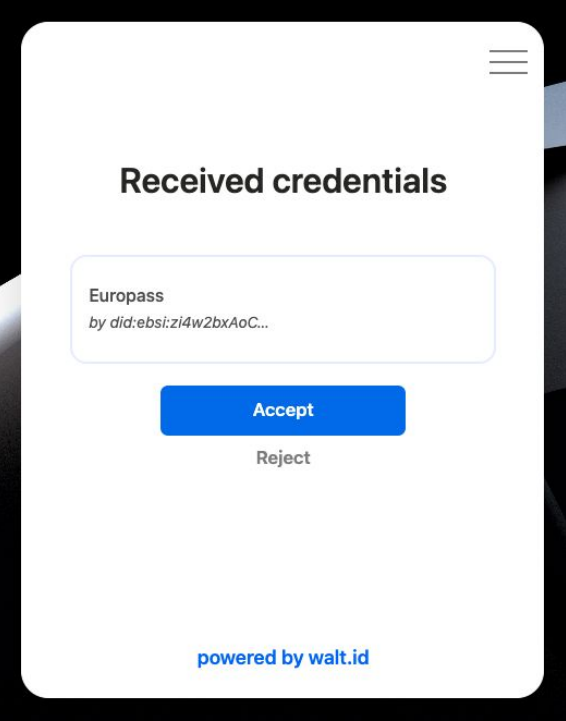 Received credentials
Europass
by did:ebsi:zi4w2bxAoC...
Accept
Reject
powered by walt.id